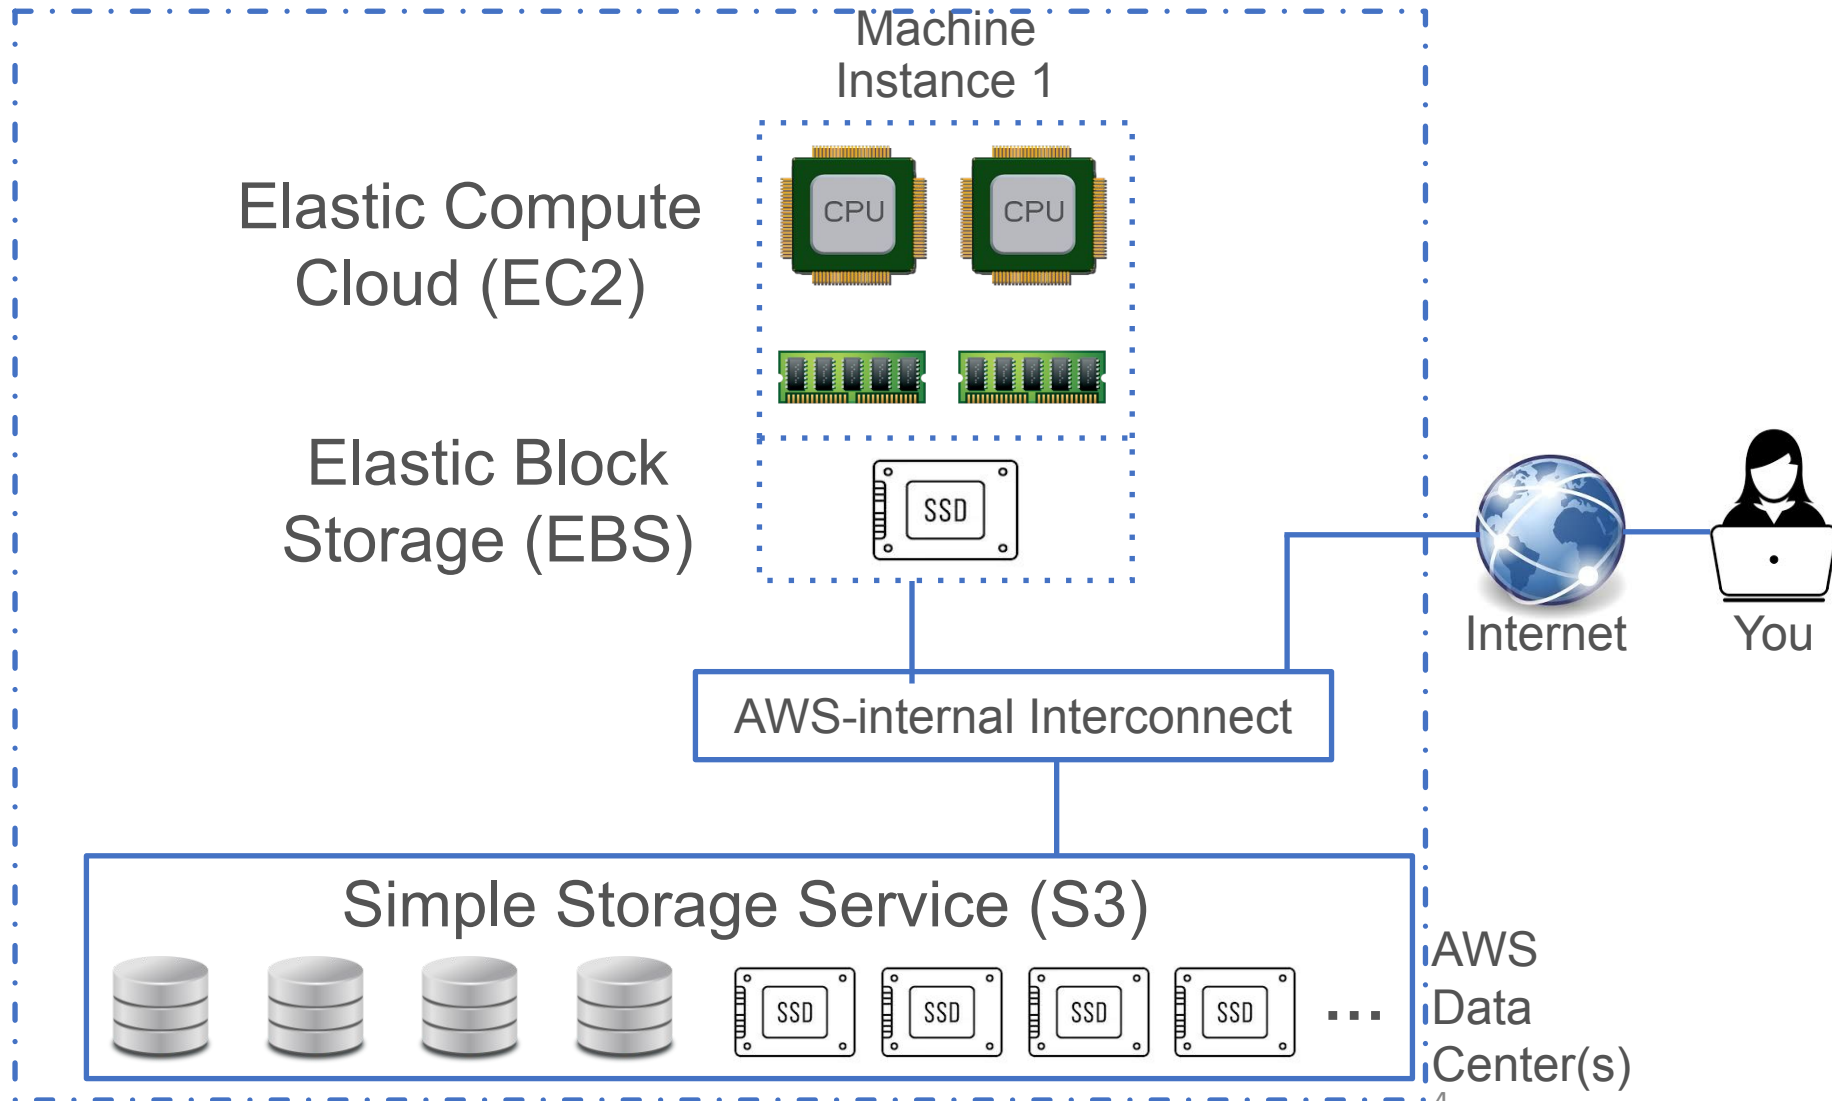 Machine
Instance 1
Elastic Compute
Cloud (EC2)
CPU
CPU
Elastic Block
Storage (EBS)
SSD
Internet
You
AWS-internal Interconnect
Simple Storage Service (S3)
SSD
SSD
SSD
SSD
...
AWS
Data
Center(s)
4